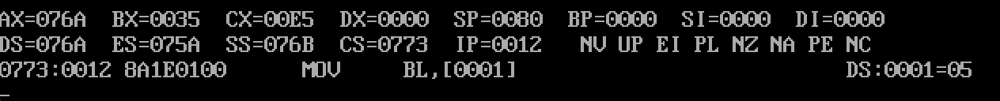 AX=076A  BX=0035  CX=00E5  DX=0000  SP=0080  BP=0000  SI=0000  DI=0000
DS=076A  ES=075A  SS=076B  CS=0773  IP=0012   NV UP EI PL NZ NA PE NC
0773:0012 8A1E0100      MOV     BL,[0001]                          DS:0001=05
_